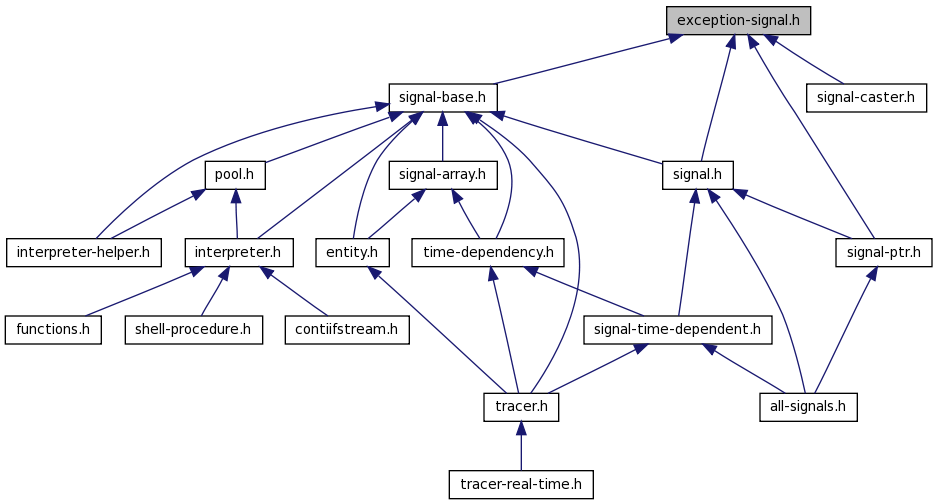 exception-signal.h
signal-base.h
signal-caster.h
pool.h
signal-array.h
signal.h
interpreter-helper.h
interpreter.h
entity.h
time-dependency.h
signal-ptr.h
functions.h
shell-procedure.h
contiifstream.h
signal-time-dependent.h
tracer.h
all-signals.h
tracer-real-time.h